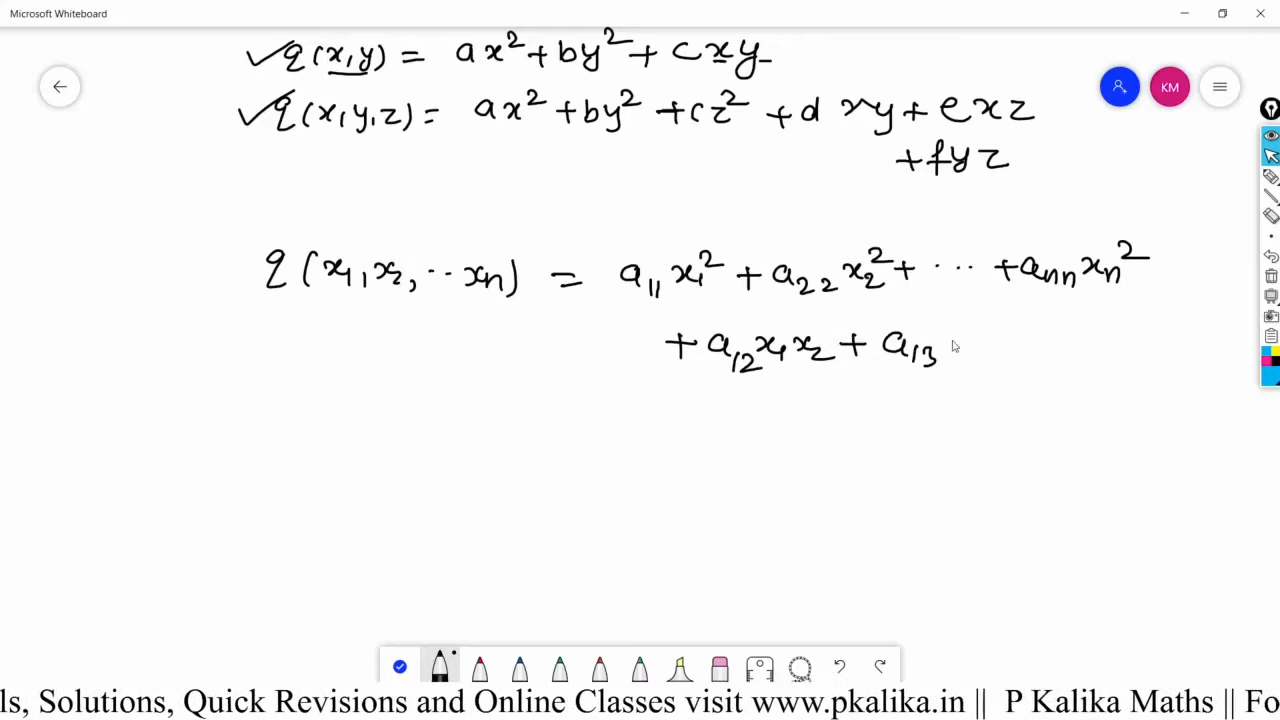 Microsoft Whiteboard
✓q(x,y) = ax²+by²+cxy
✓q(x,y,z) = ax²+by²+cz²+dxy+exz
+fyz
KM
q(x₁,x₂,..xₙ) = a₁₁x₁²+a₂₂x₂²+...+aₙₙxₙ²
+a₁₂x₁x₂+a₁₃
ls, Solutions, Quick Revisions and Online Classes visit www.pkalika.in || P Kalika Maths || Fo